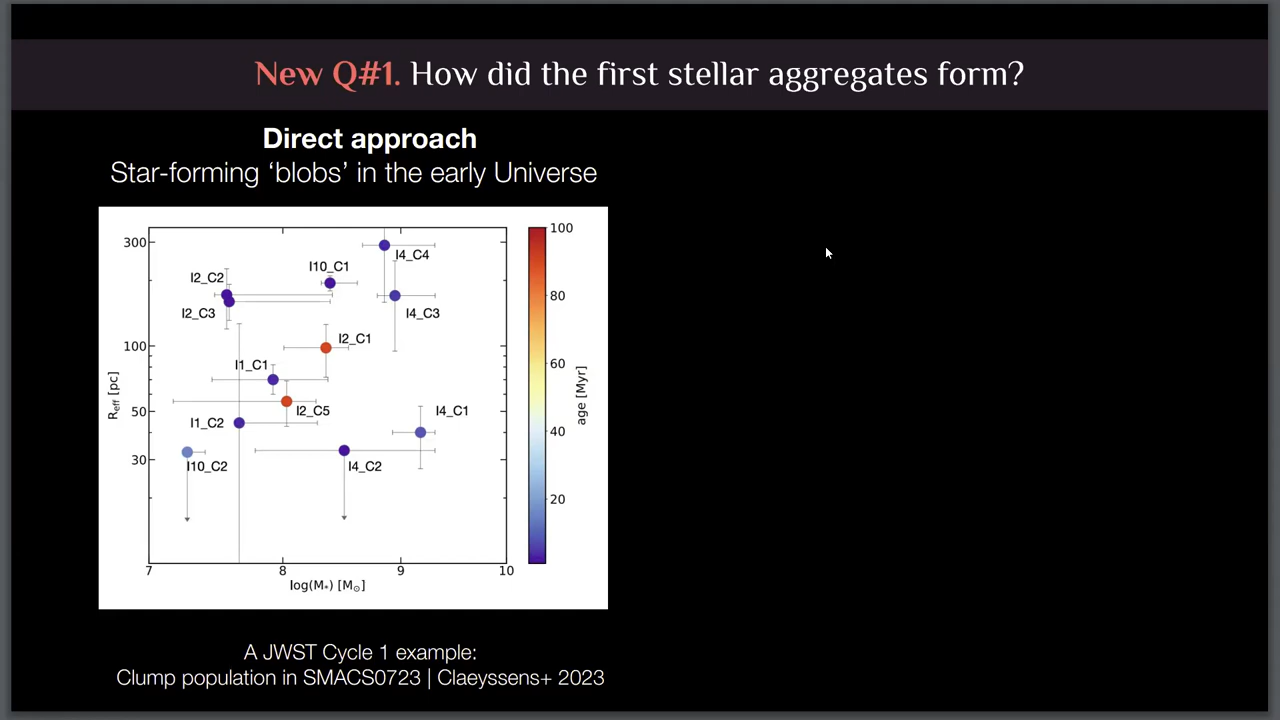 New Q#1. How did the first stellar aggregates form?
Direct approach
Star-forming ‘blobs’ in the early Universe
300
100
50
30
R_eff [pc]
I4_C4
I10_C1
I2_C2
I2_C3
I4_C3
I2_C1
I1_C1
I2_C5
I4_C1
I1_C2
I10_C2
I4_C2
7
8
9
10
log(M*) [M⊙]
100
80
60
40
20
age [Myr]
A JWST Cycle 1 example:
Clump population in SMACS0723 | Claeyssens+ 2023